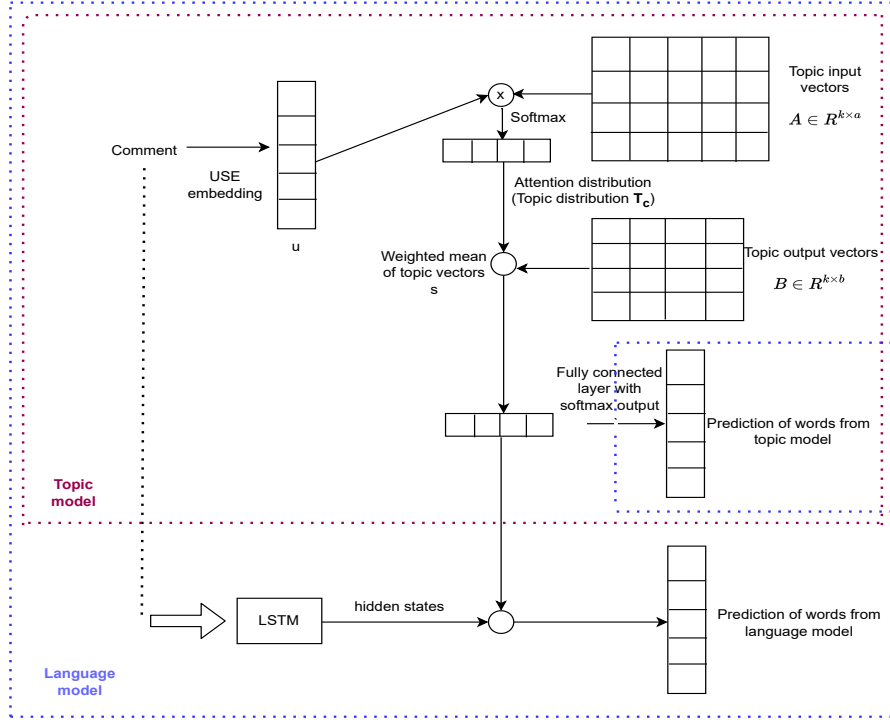 Topic input
vectors
A ∈ R^{k×a}
x
Softmax
Comment
USE
embedding
u
Attention distribution
(Topic distribution T_c)
Weighted mean
of topic vectors
s
Topic output vectors
B ∈ R^{k×b}
Fully connected
layer with
softmax output
Prediction of words from
topic model
Topic
model
LSTM
hidden states
Prediction of words from
language model
Language
model